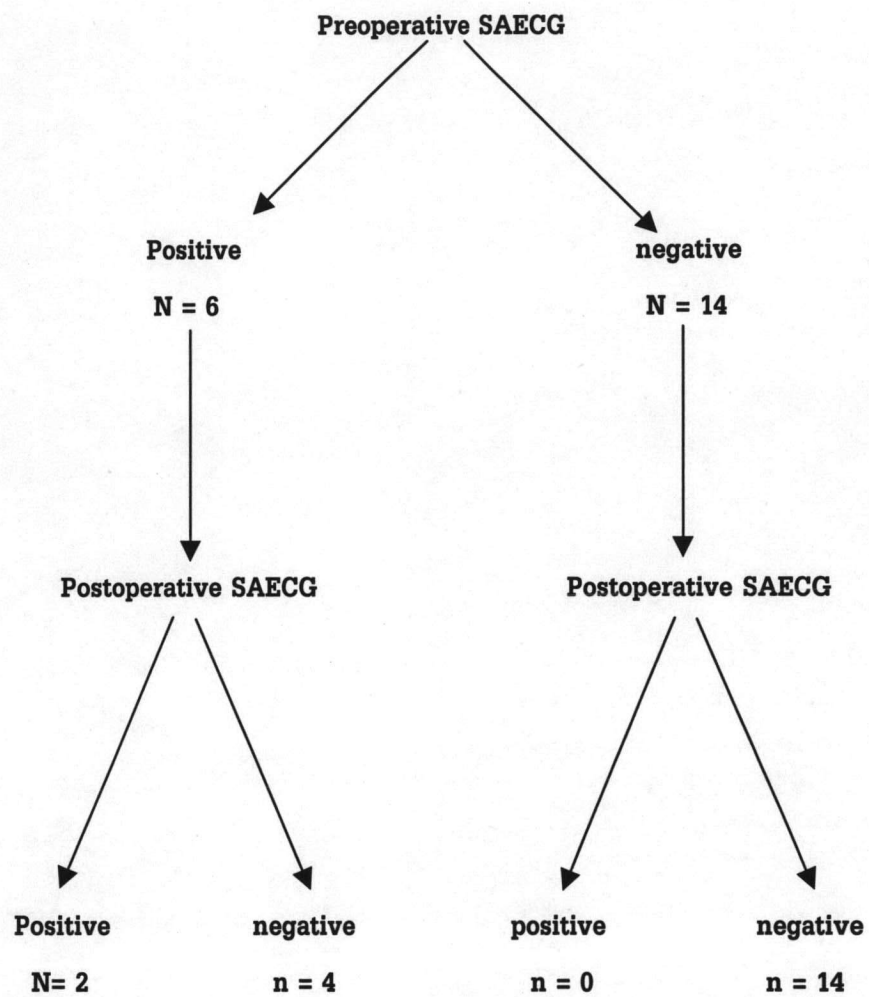 Preoperative SAECG
Positive negative
N = 6 N = 14
Postoperative SAECG Postoperative SAECG
Positive negative positive negative
N= 2 n = 4 n = 0 n = 14